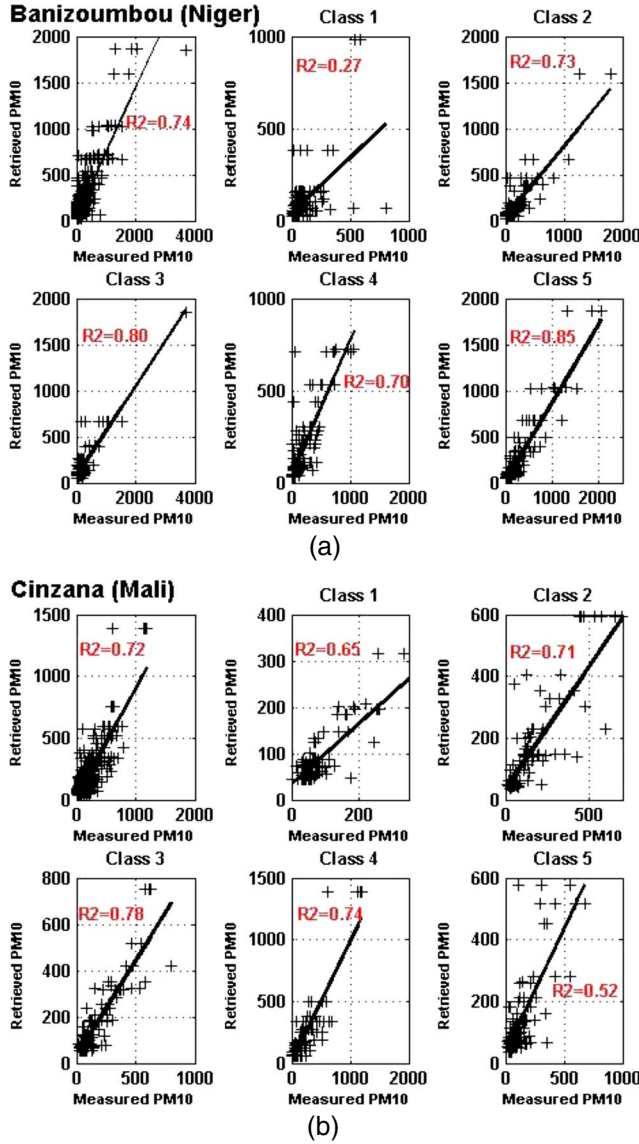 Banizoumbou (Niger)
Class 1
Class 2
2000
1500
1000
500
0
Retrieved PM10
R2=0.74
0
2000
4000
Measured PM10
1000
500
0
Retrieved PM10
R2=0.27
0
500
1000
Measured PM10
2000
1500
1000
500
0
Retrieved PM10
R2=0.73
0
1000
2000
Measured PM10
Class 3
Class 4
Class 5
2000
1500
1000
500
0
Retrieved PM10
R2=0.80
0
2000
4000
Measured PM10
1000
500
0
Retrieved PM10
R2=0.70
0
1000
2000
Measured PM10
2000
1500
1000
500
0
Retrieved PM10
R2=0.85
0
1000
2000
Measured PM10
(a)
Cinzana (Mali)
Class 1
Class 2
1500
1000
500
0
Retrieved PM10
R2=0.72
0
1000
2000
Measured PM10
400
300
200
100
0
Retrieved PM10
R2=0.65
0
200
Measured PM10
600
400
200
0
Retrieved PM10
R2=0.71
0
500
Measured PM10
Class 3
Class 4
Class 5
800
600
400
200
0
Retrieved PM10
R2=0.78
0
500
1000
Measured PM10
1500
1000
500
0
Retrieved PM10
R2=0.74
0
1000
2000
Measured PM10
600
400
200
0
Retrieved PM10
R2=0.52
0
500
1000
Measured PM10
(b)